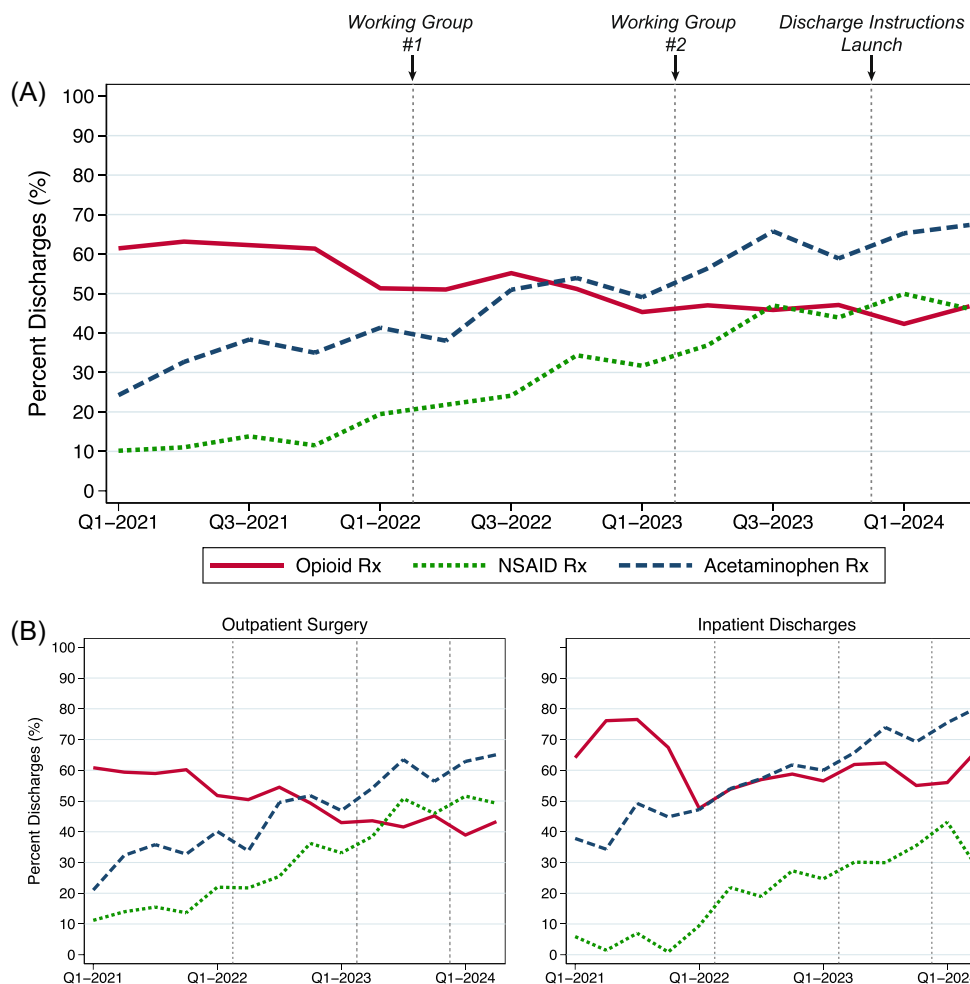 Working Group
#1
Working Group
#2
Discharge Instructions
Launch
(A)
Percent Discharges (%)
100
90
80
70
60
50
40
30
20
10
0
Q1–2021
Q3–2021
Q1–2022
Q3–2022
Q1–2023
Q3–2023
Q1–2024
Opioid Rx
NSAID Rx
Acetaminophen Rx
(B)
Outpatient Surgery
Percent Discharges (%)
100
90
80
70
60
50
40
30
20
10
0
Q1–2021
Q1–2022
Q1–2023
Q1–2024
Inpatient Discharges
90
80
70
60
50
40
30
20
10
0
Q1–2021
Q1–2022
Q1–2023